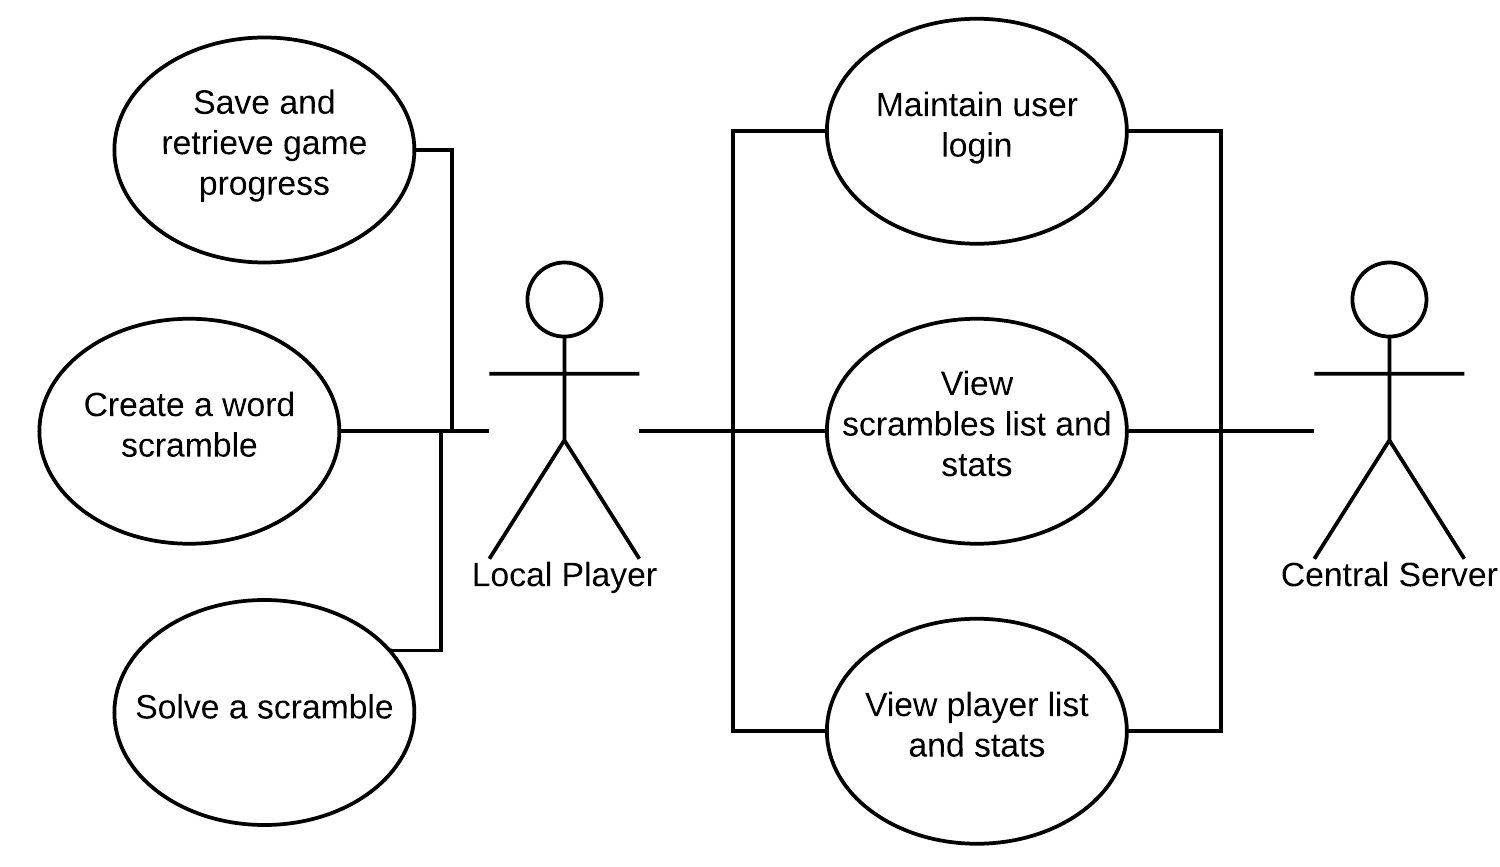 Save and
retrieve game
progress
Create a word
scramble
Solve a scramble
Local Player
Maintain user
login
View
scrambles list and
stats
View player list
and stats
Central Server